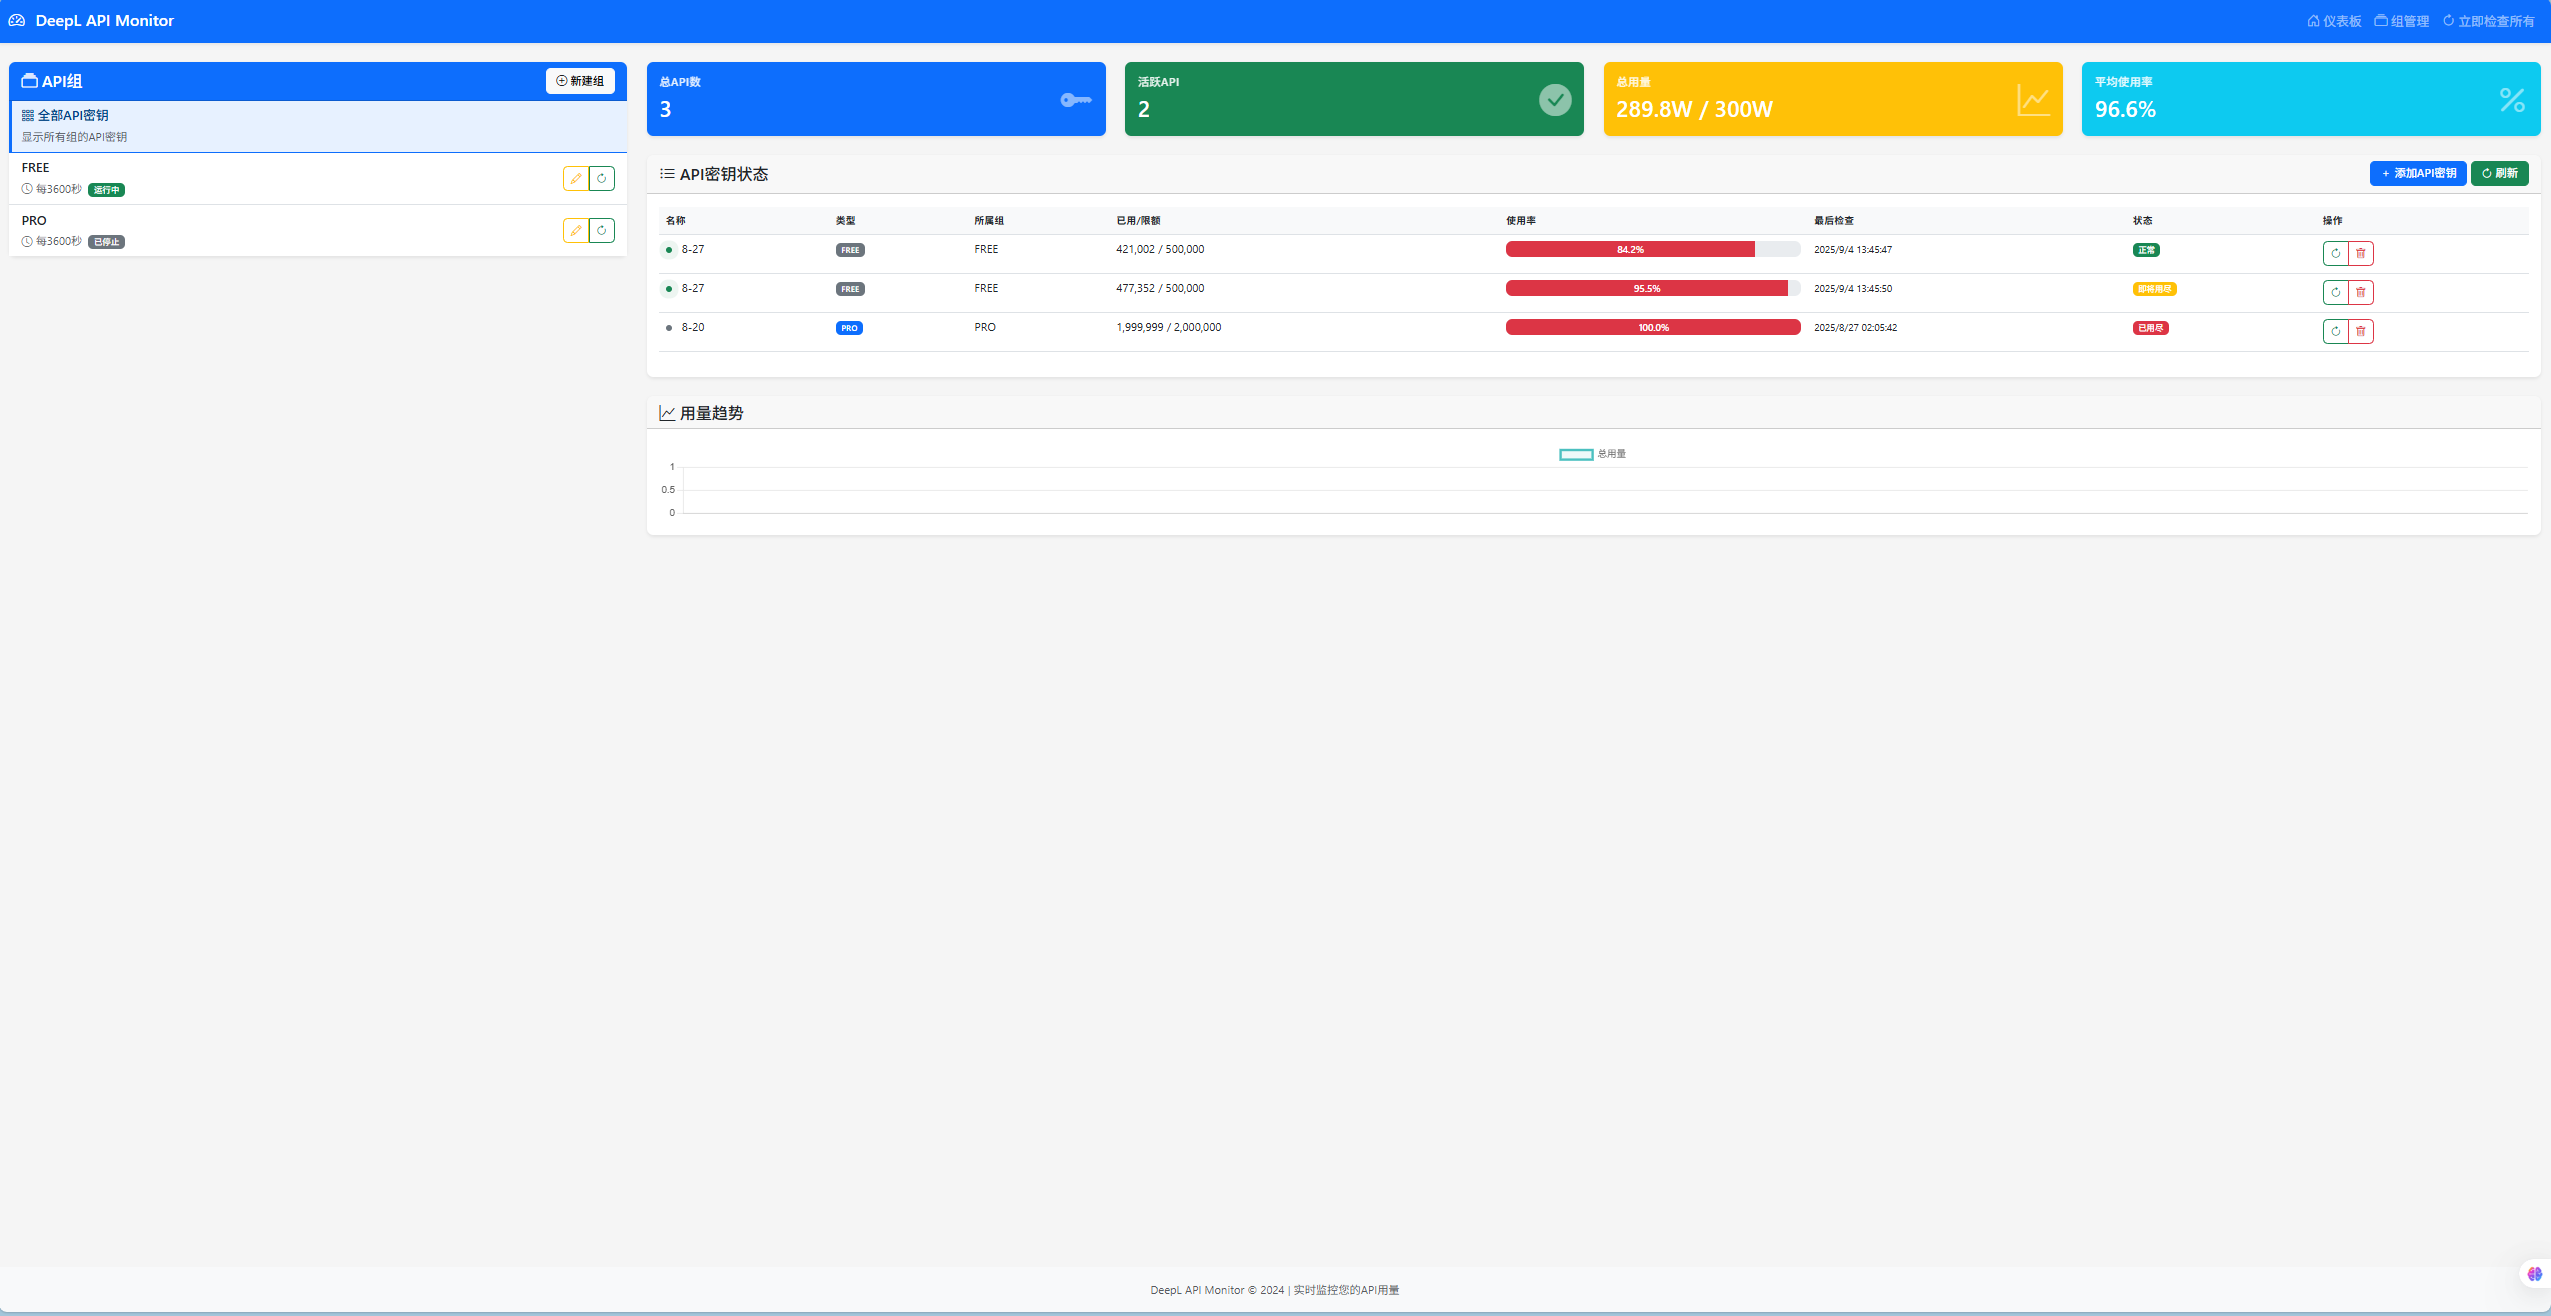 DeepL API Monitor
仪表板 组管理 立即检查所有
API组 新建组
全部API密钥
显示所有组的API密钥
FREE
每3600秒 运行中
PRO
每3600秒 已停止
总API数
3
活跃API
2
总用量
289.8W / 300W
平均使用率
96.6%
API密钥状态 + 添加API密钥 刷新
名称 类型 所属组 已用/限额 使用率 最后检查 状态 操作
8-27 FREE FREE 421,002 / 500,000 84.2% 2025/9/4 13:45:47 正常
8-27 FREE FREE 477,352 / 500,000 95.5% 2025/9/4 13:45:50 即将用尽
8-20 PRO PRO 1,999,999 / 2,000,000 100.0% 2025/8/27 02:05:42 已用尽
用量趋势
总用量
1
0.5
0
DeepL API Monitor © 2024 | 实时监控您的API用量